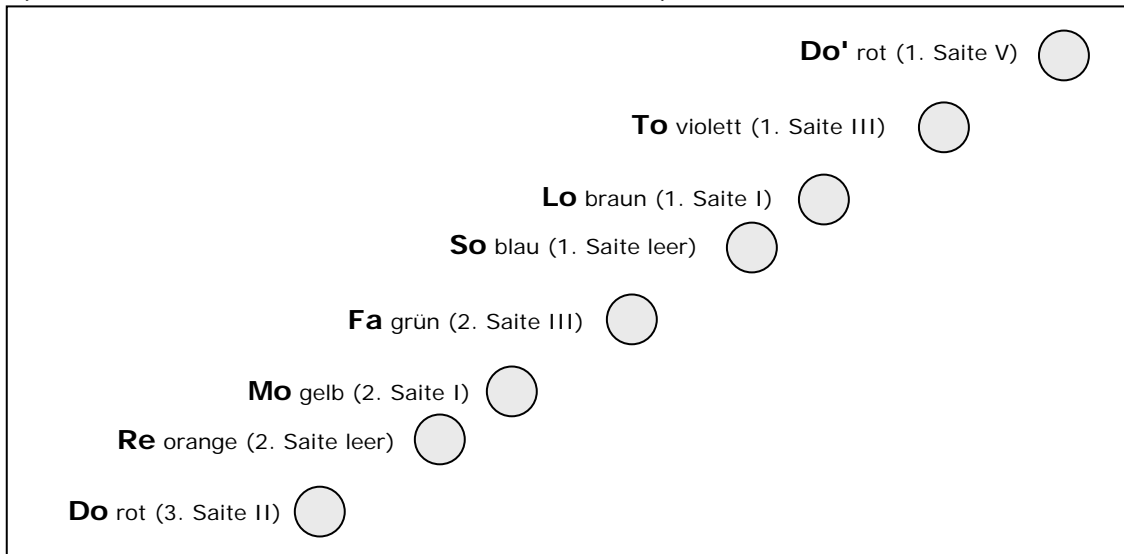 Do' rot (1. Saite V)
To violett (1. Saite III)
Lo braun (1. Saite I)
So blau (1. Saite leer)
Fa grün (2. Saite III)
Mo gelb (2. Saite I)
Re orange (2. Saite leer)
Do rot (3. Saite II)